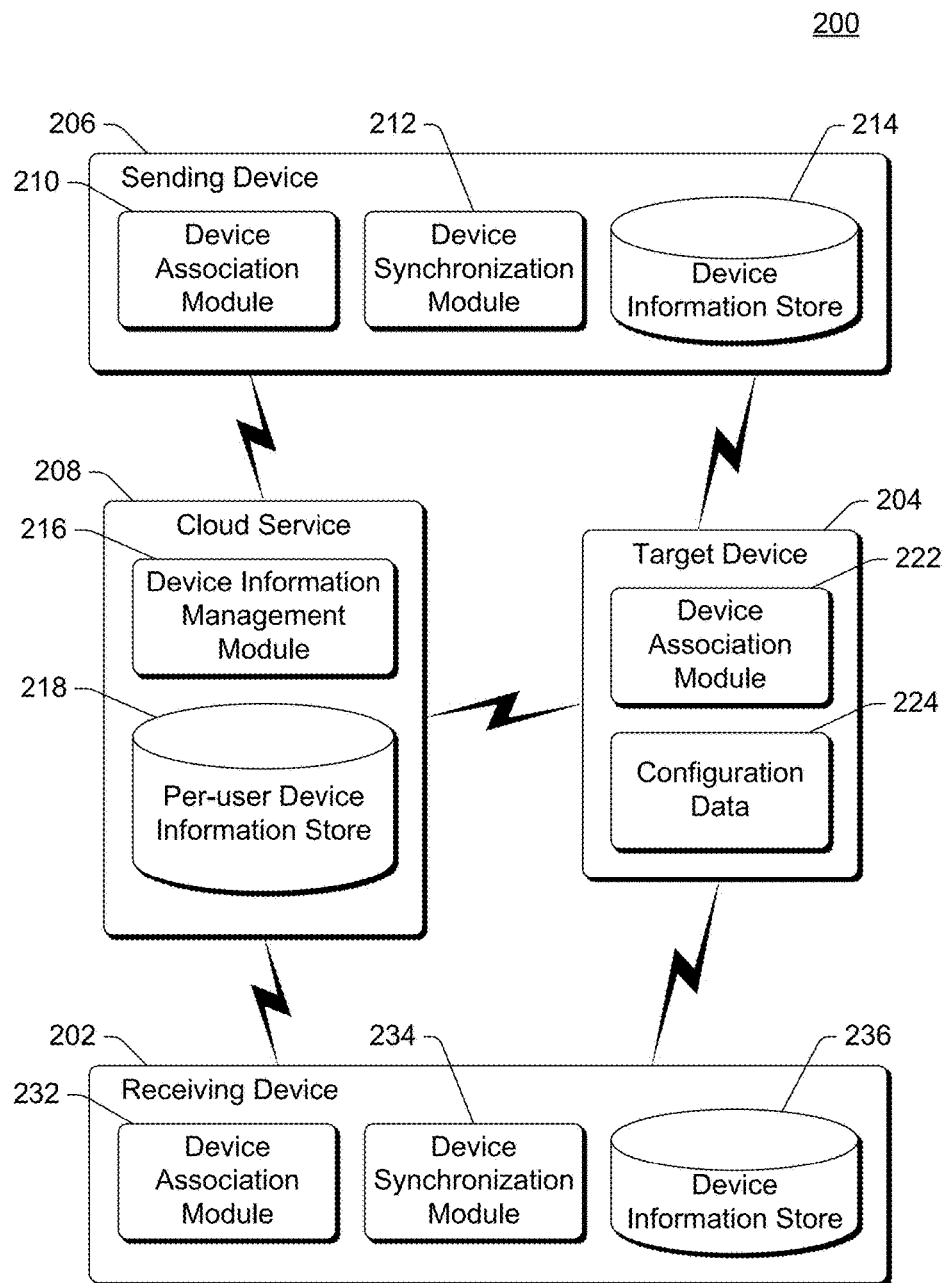 200
206
212
214
210
Sending Device
Device
Association
Module
Device
Synchronization
Module
Device
Information Store
208
204
216
Cloud Service
Target Device
222
Device Information
Management
Module
Device
Association
Module
218
224
Per-user Device
Information Store
Configuration
Data
202
234
236
232
Receiving Device
Device
Association
Module
Device
Synchronization
Module
Device
Information Store